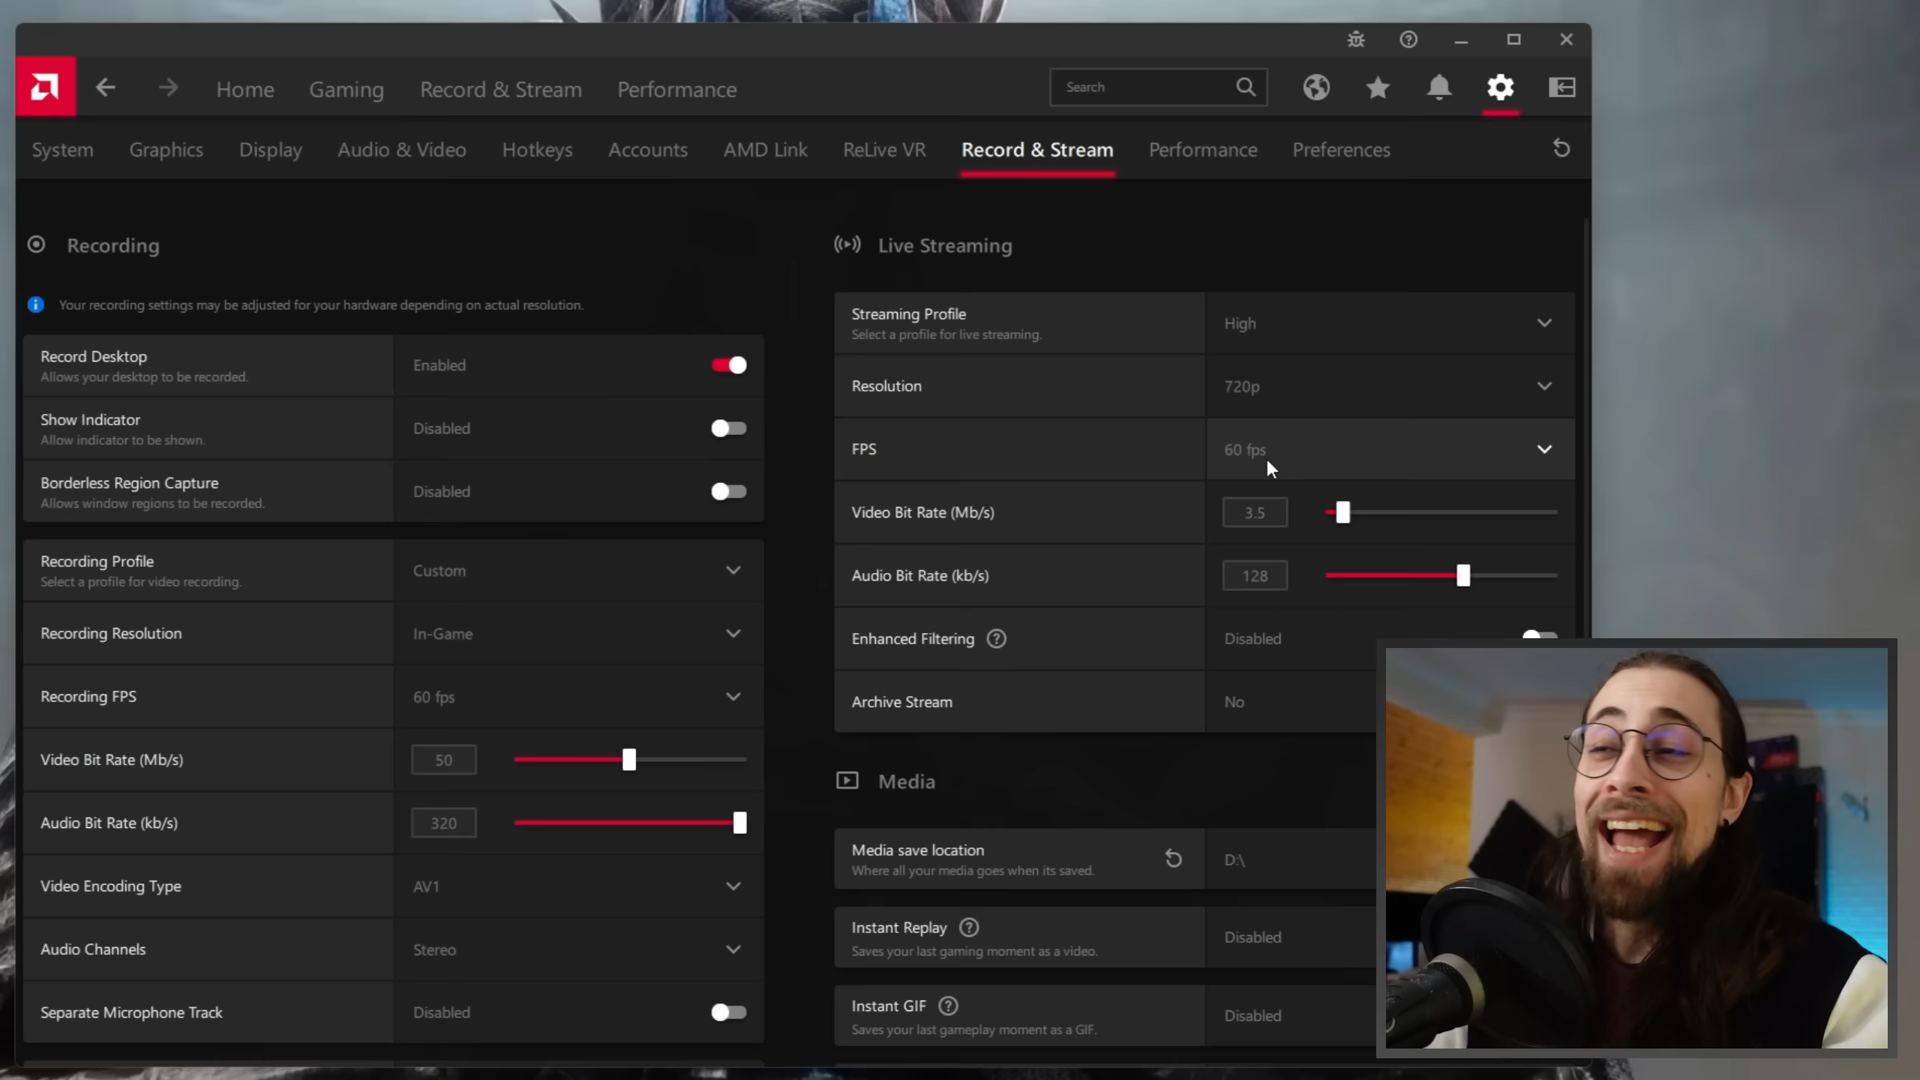 Home
Gaming
Record & Stream
Performance
Search
System
Graphics
Display
Audio & Video
Hotkeys
Accounts
AMD Link
ReLive VR
Record & Stream
Performance
Preferences
Recording
Your recording settings may be adjusted for your hardware depending on actual resolution.
Record Desktop
Allows your desktop to be recorded.
Enabled
Show Indicator
Allow indicator to be shown.
Disabled
Borderless Region Capture
Allows window regions to be recorded.
Disabled
Recording Profile
Select a profile for video recording.
Custom
Recording Resolution
In-Game
Recording FPS
60 fps
Video Bit Rate (Mb/s)
50
Audio Bit Rate (kb/s)
320
Video Encoding Type
AV1
Audio Channels
Stereo
Separate Microphone Track
Disabled
Live Streaming
Streaming Profile
Select a profile for live streaming.
High
Resolution
720p
FPS
60 fps
Video Bit Rate (Mb/s)
3.5
Audio Bit Rate (kb/s)
128
Enhanced Filtering
Disabled
Archive Stream
No
Media
Media save location
Where all your media goes when its saved.
D:\
Instant Replay
Saves your last gaming moment as a video.
Disabled
Instant GIF
Saves your last gameplay moment as a GIF.
Disabled